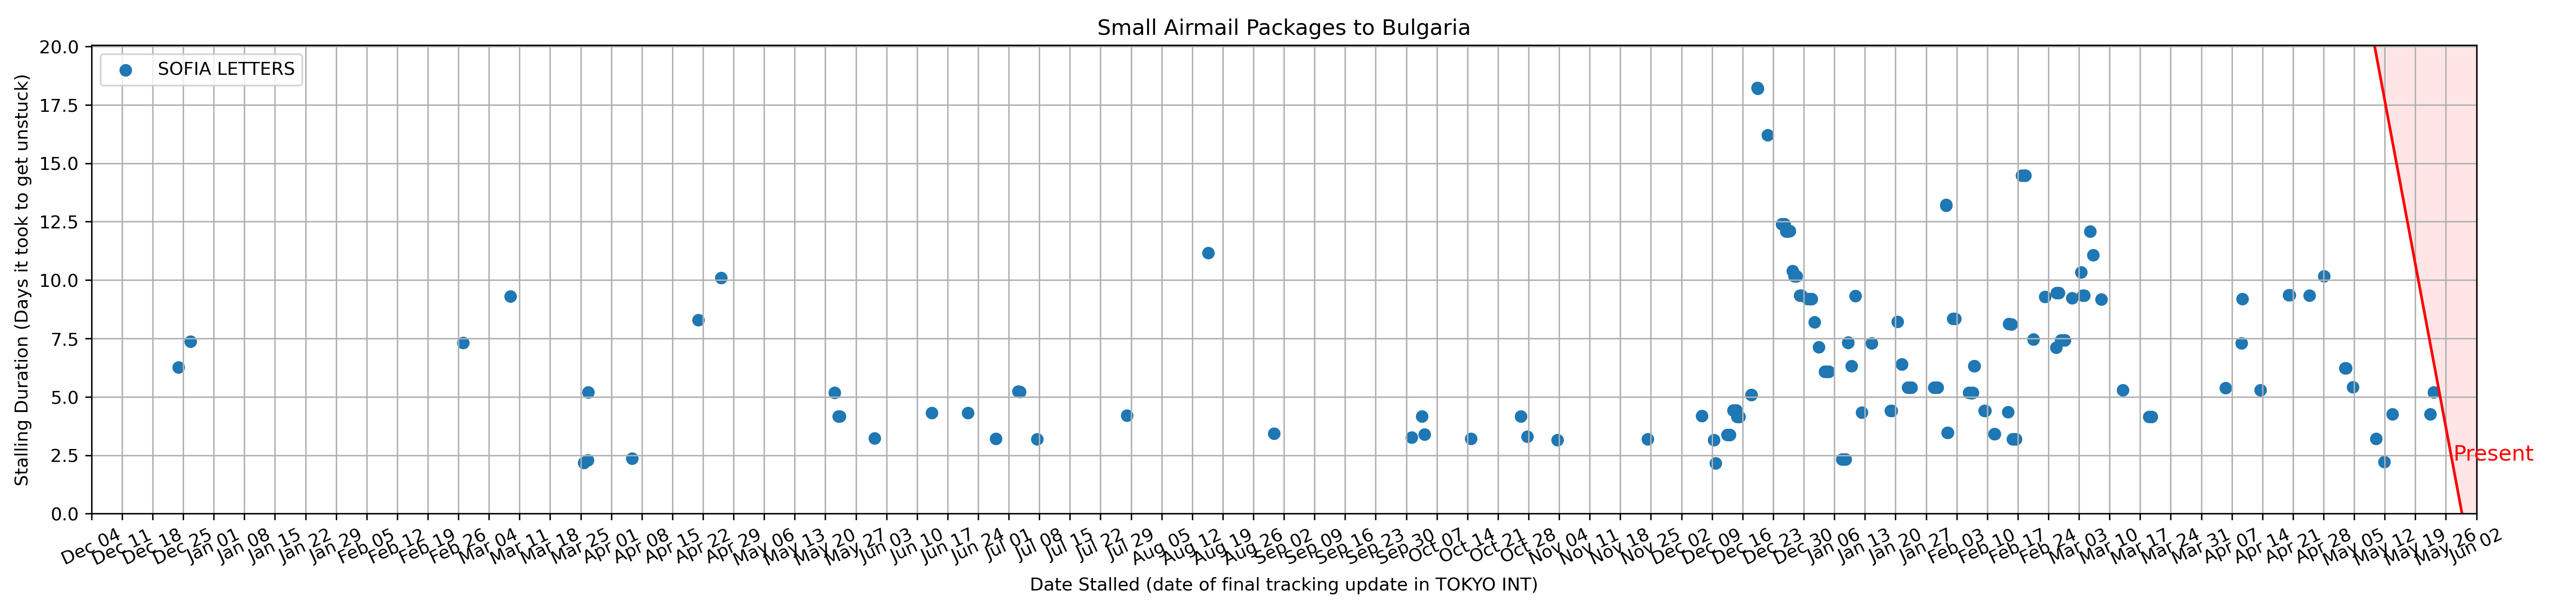 Small Airmail Packages to Bulgaria
SOFIA LETTERS
Stalling Duration (Days it took to get unstuck)
20.0
17.5
15.0
12.5
10.0
7.5
5.0
2.5
0.0
Present
Dec 04 Dec 11 Dec 18 Dec 25 Jan 01 Jan 08 Jan 15 Jan 22 Jan 29 Feb 05 Feb 12 Feb 19 Feb 26 Mar 04 Mar 11 Mar 18 Mar 25 Apr 01 Apr 08 Apr 15 Apr 22 Apr 29 May 06 May 13 May 20 May 27 Jun 03 Jun 10 Jun 17 Jun 24 Jul 01 Jul 08 Jul 15 Jul 22 Jul 29 Aug 05 Aug 12 Aug 19 Aug 26 Sep 02 Sep 09 Sep 16 Sep 23 Sep 30 Oct 07 Oct 14 Oct 21 Oct 28 Nov 04 Nov 11 Nov 18 Nov 25 Dec 02 Dec 09 Dec 16 Dec 23 Dec 30 Jan 06 Jan 13 Jan 20 Jan 27 Feb 03 Feb 10 Feb 17 Feb 24 Mar 03 Mar 10 Mar 17 Mar 24 Mar 31 Apr 07 Apr 14 Apr 21 Apr 28 May 05 May 12 May 19 May 26 Jun 02
Date Stalled (date of final tracking update in TOKYO INT)